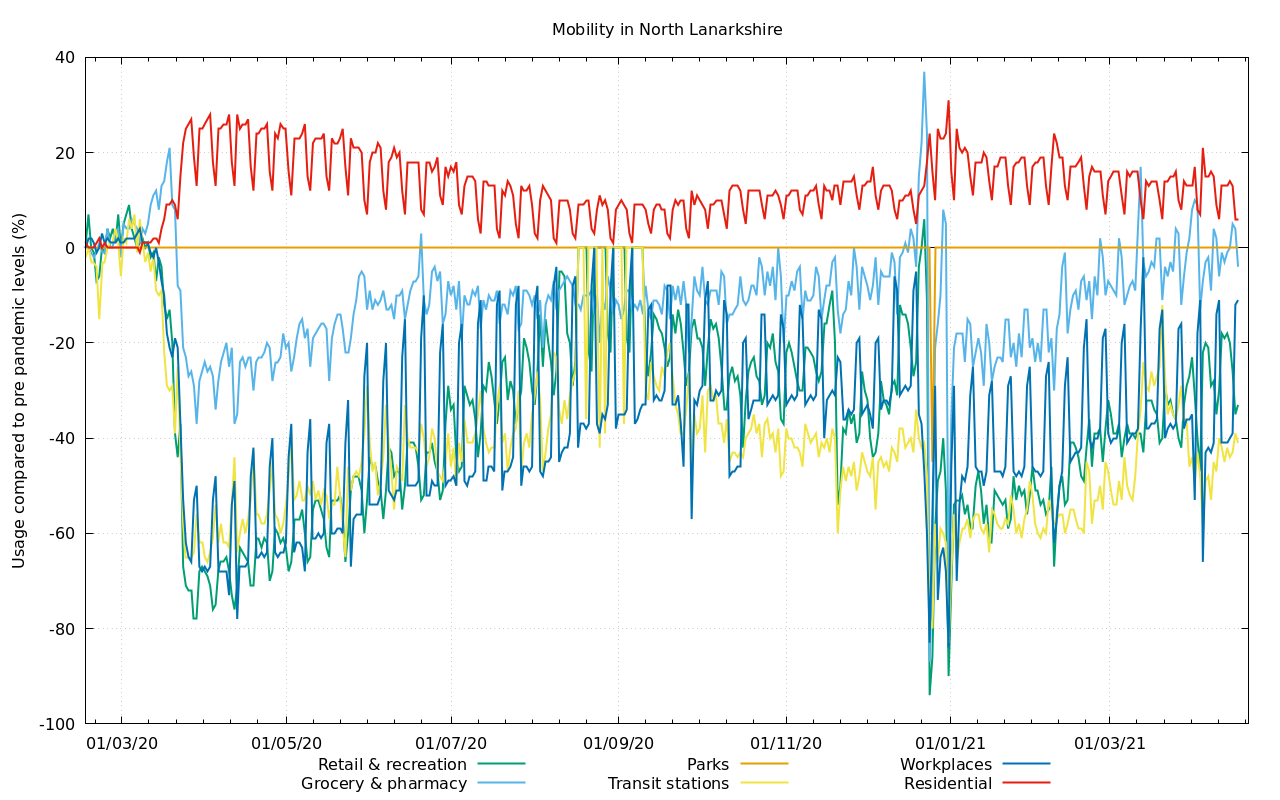 Mobility in North Lanarkshire
Usage compared to pre pandemic levels (%)
40
20
0
-20
-40
-60
-80
-100
01/03/20 01/05/20 01/07/20 01/09/20 01/11/20 01/01/21 01/03/21
Retail & recreation Parks Workplaces
Grocery & pharmacy Transit stations Residential